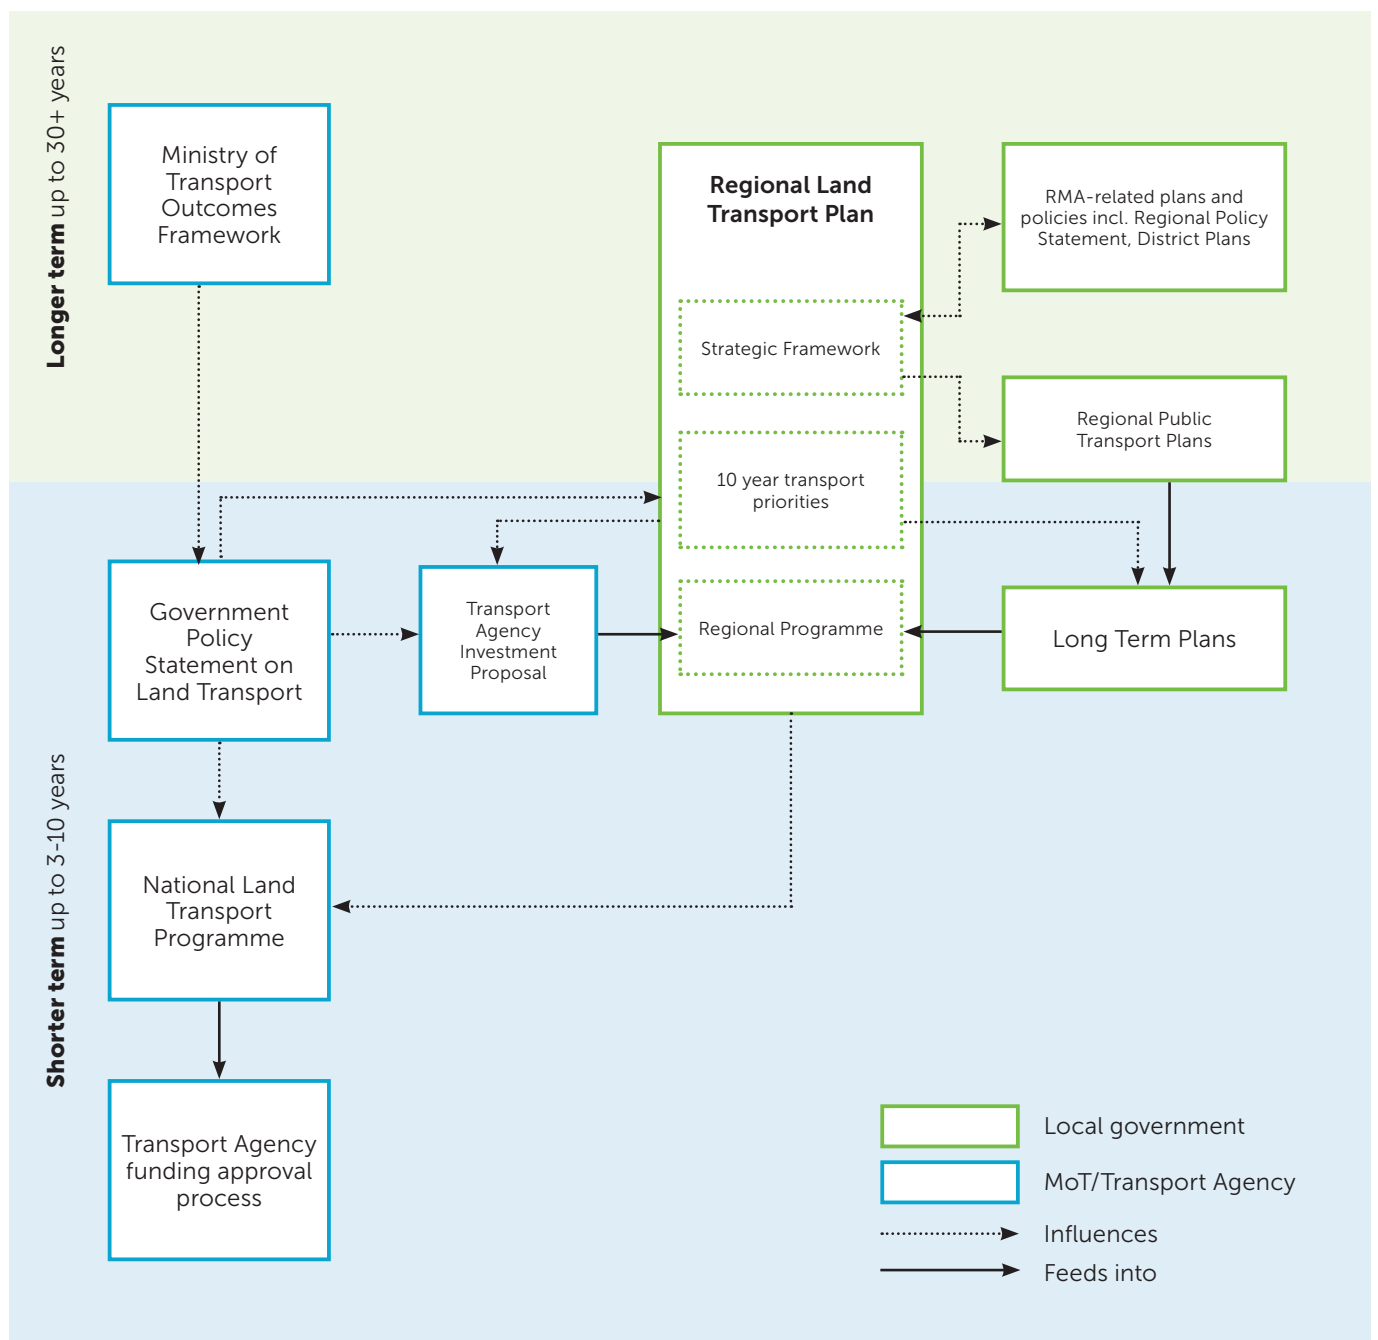 Longer term up to 30+ years
Ministry of
Transport
Outcomes
Framework
Regional Land
Transport Plan
Strategic Framework
10 year transport
priorities
Regional Programme
RMA-related plans and
policies incl. Regional Policy
Statement, District Plans
Regional Public
Transport Plans
Shorter term up to 3-10 years
Government
Policy
Statement on
Land Transport
Transport
Agency
Investment
Proposal
Long Term Plans
National Land
Transport
Programme
Transport Agency
funding approval
process
Local government
MoT/Transport Agency
Influences
Feeds into